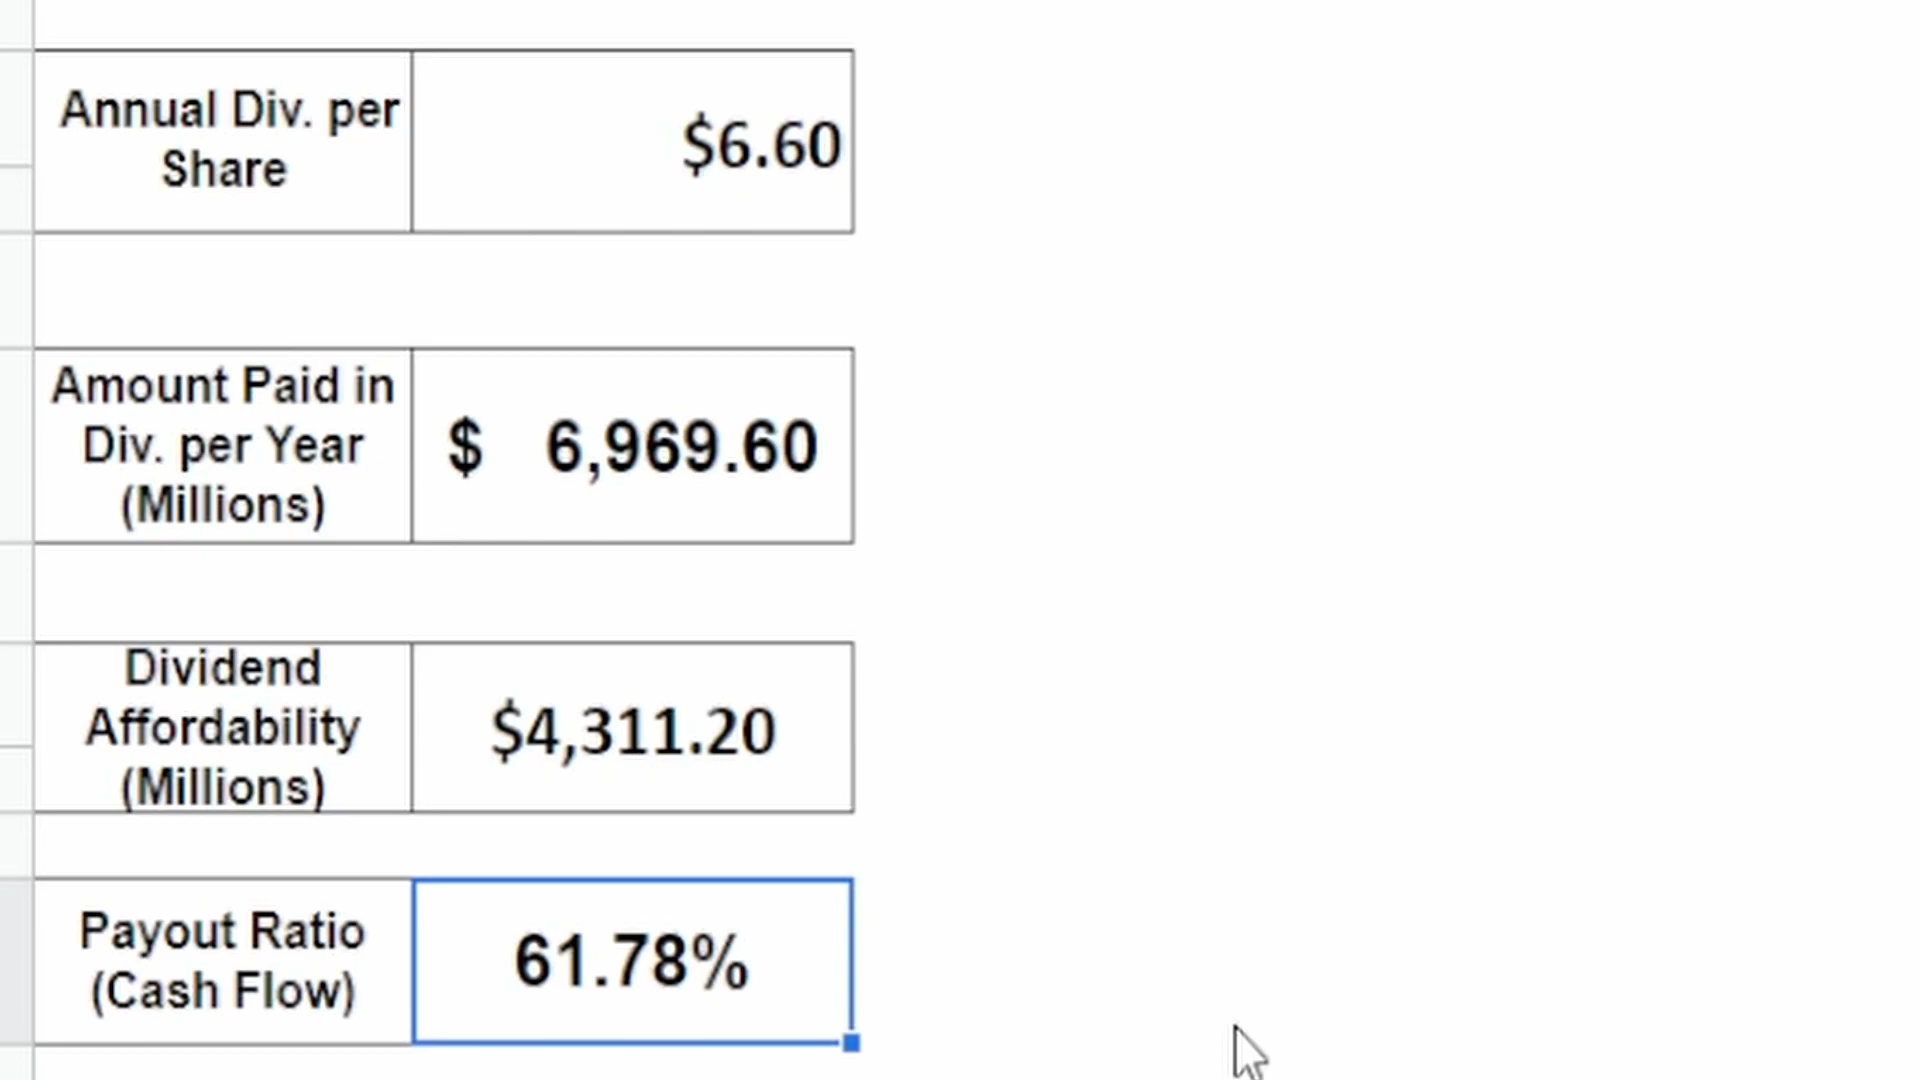 Annual Div. per
Share
$6.60
Amount Paid in
Div. per Year
(Millions)
$ 6,969.60
Dividend
Affordability
(Millions)
$4,311.20
Payout Ratio
(Cash Flow)
61.78%